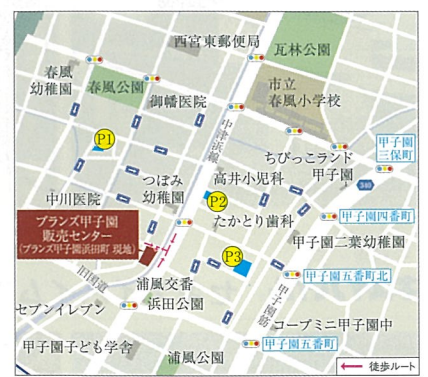 西宮東郵便局
瓦林公園
春風
幼稚園
春風公園
御幡医院
市立
春風小学校
P1
中津浜線
ちびっこランド
甲子園
甲子園
三保町
340
中川医院
つぼみ
幼稚園
高井小児科
P2
たかとり歯科
甲子園四番町
ブランズ甲子園
販売センター
(ブランズ甲子園浜田町 現地)
甲子園二葉幼稚園
P3
旧国道
浦風交番
浜田公園
甲子園五番町北
セブンイレブン
甲子園筋
コープミニ甲子園中
甲子園子ども学舎
浦風公園
甲子園五番町
徒歩ルート